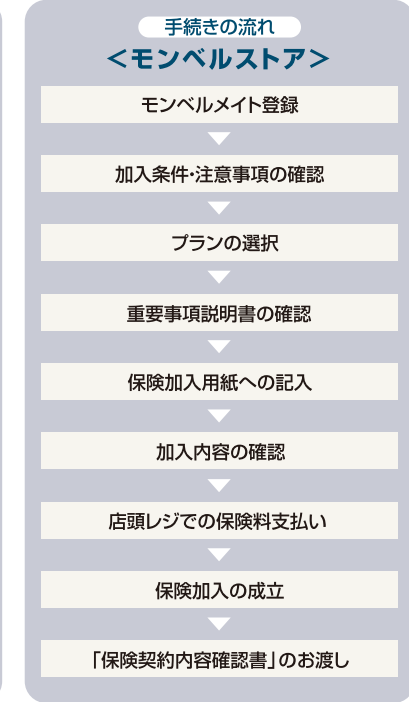 手続きの流れ
＜モンベルストア＞
モンベルメイト登録
加入条件・注意事項の確認
プランの選択
重要事項説明書の確認
保険加入用紙への記入
加入内容の確認
店頭レジでの保険料支払い
保険加入の成立
「保険契約内容確認書」のお渡し